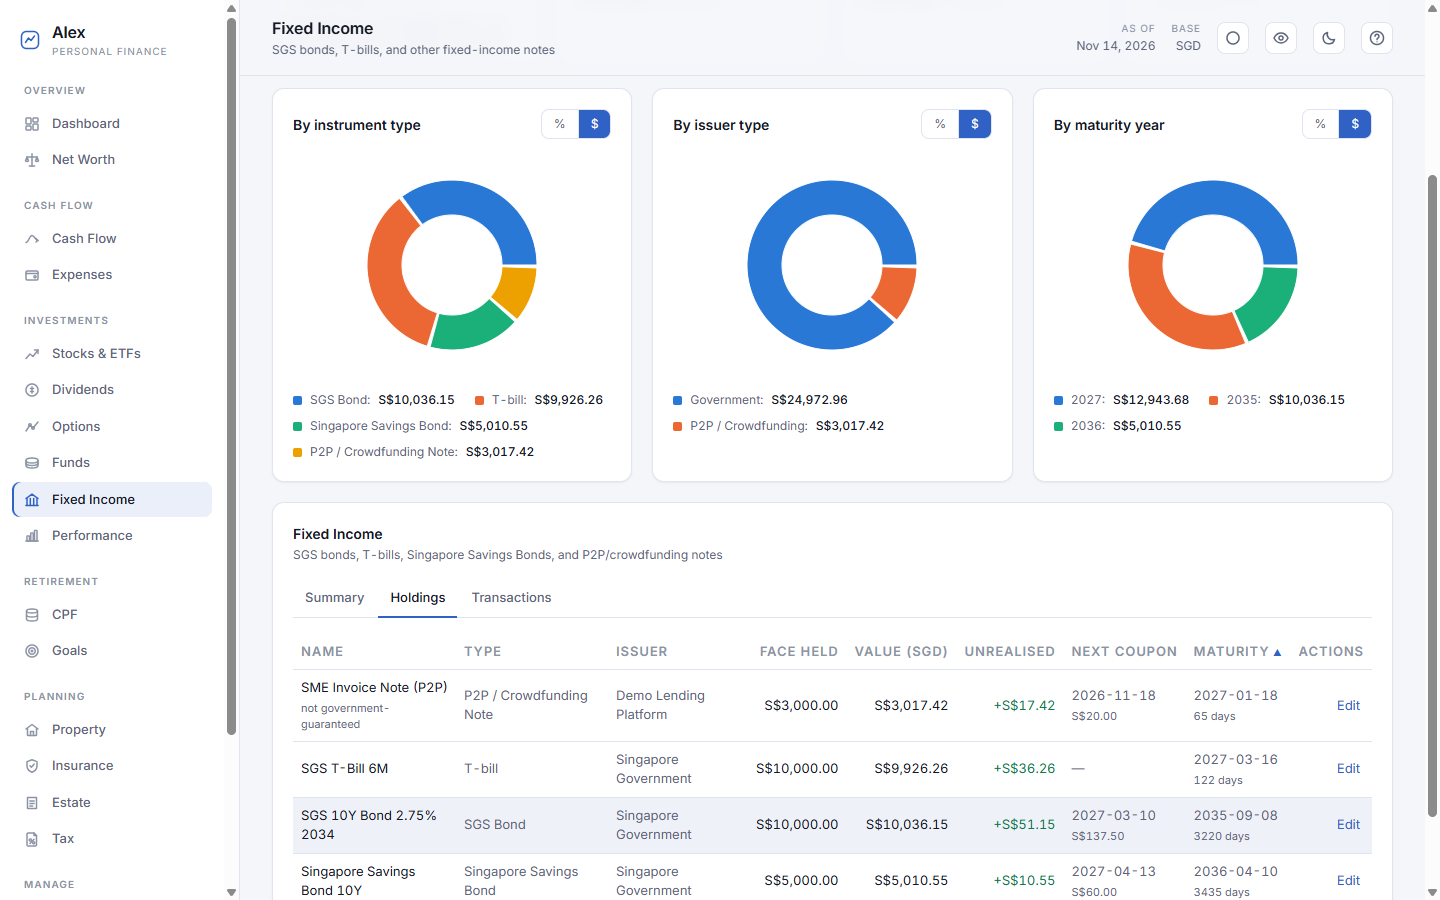 Alex
PERSONAL FINANCE
OVERVIEW
Dashboard
Net Worth
CASH FLOW
Cash Flow
Expenses
INVESTMENTS
Stocks & ETFs
Dividends
Options
Funds
Fixed Income
Performance
RETIREMENT
CPF
Goals
PLANNING
Property
Insurance
Estate
Tax
MANAGE
Fixed Income
SGS bonds, T-bills, and other fixed-income notes
AS OF
Nov 14, 2026
BASE
SGD
By instrument type
% $
SGS Bond: S$10,036.15 T-bill: S$9,926.26
Singapore Savings Bond: S$5,010.55
P2P / Crowdfunding Note: S$3,017.42
By issuer type
% $
Government: S$24,972.96
P2P / Crowdfunding: S$3,017.42
By maturity year
% $
2027: S$12,943.68 2035: S$10,036.15
2036: S$5,010.55
Fixed Income
SGS bonds, T-bills, Singapore Savings Bonds, and P2P/crowdfunding notes
Summary Holdings Transactions
NAME TYPE ISSUER FACE HELD VALUE (SGD) UNREALISED NEXT COUPON MATURITY ▲ ACTIONS
SME Invoice Note (P2P)
not government-
guaranteed
P2P / Crowdfunding
Note
Demo Lending
Platform
S$3,000.00 S$3,017.42 +S$17.42
2026-11-18
S$20.00
2027-01-18
65 days
Edit
SGS T-Bill 6M
T-bill
Singapore
Government
S$10,000.00 S$9,926.26 +S$36.26 —
2027-03-16
122 days
Edit
SGS 10Y Bond 2.75%
2034
SGS Bond
Singapore
Government
S$10,000.00 S$10,036.15 +S$51.15
2027-03-10
S$137.50
2035-09-08
3220 days
Edit
Singapore Savings
Bond 10Y
Singapore Savings
Bond
Singapore
Government
S$5,000.00 S$5,010.55 +S$10.55
2027-04-13
S$60.00
2036-04-10
3435 days
Edit